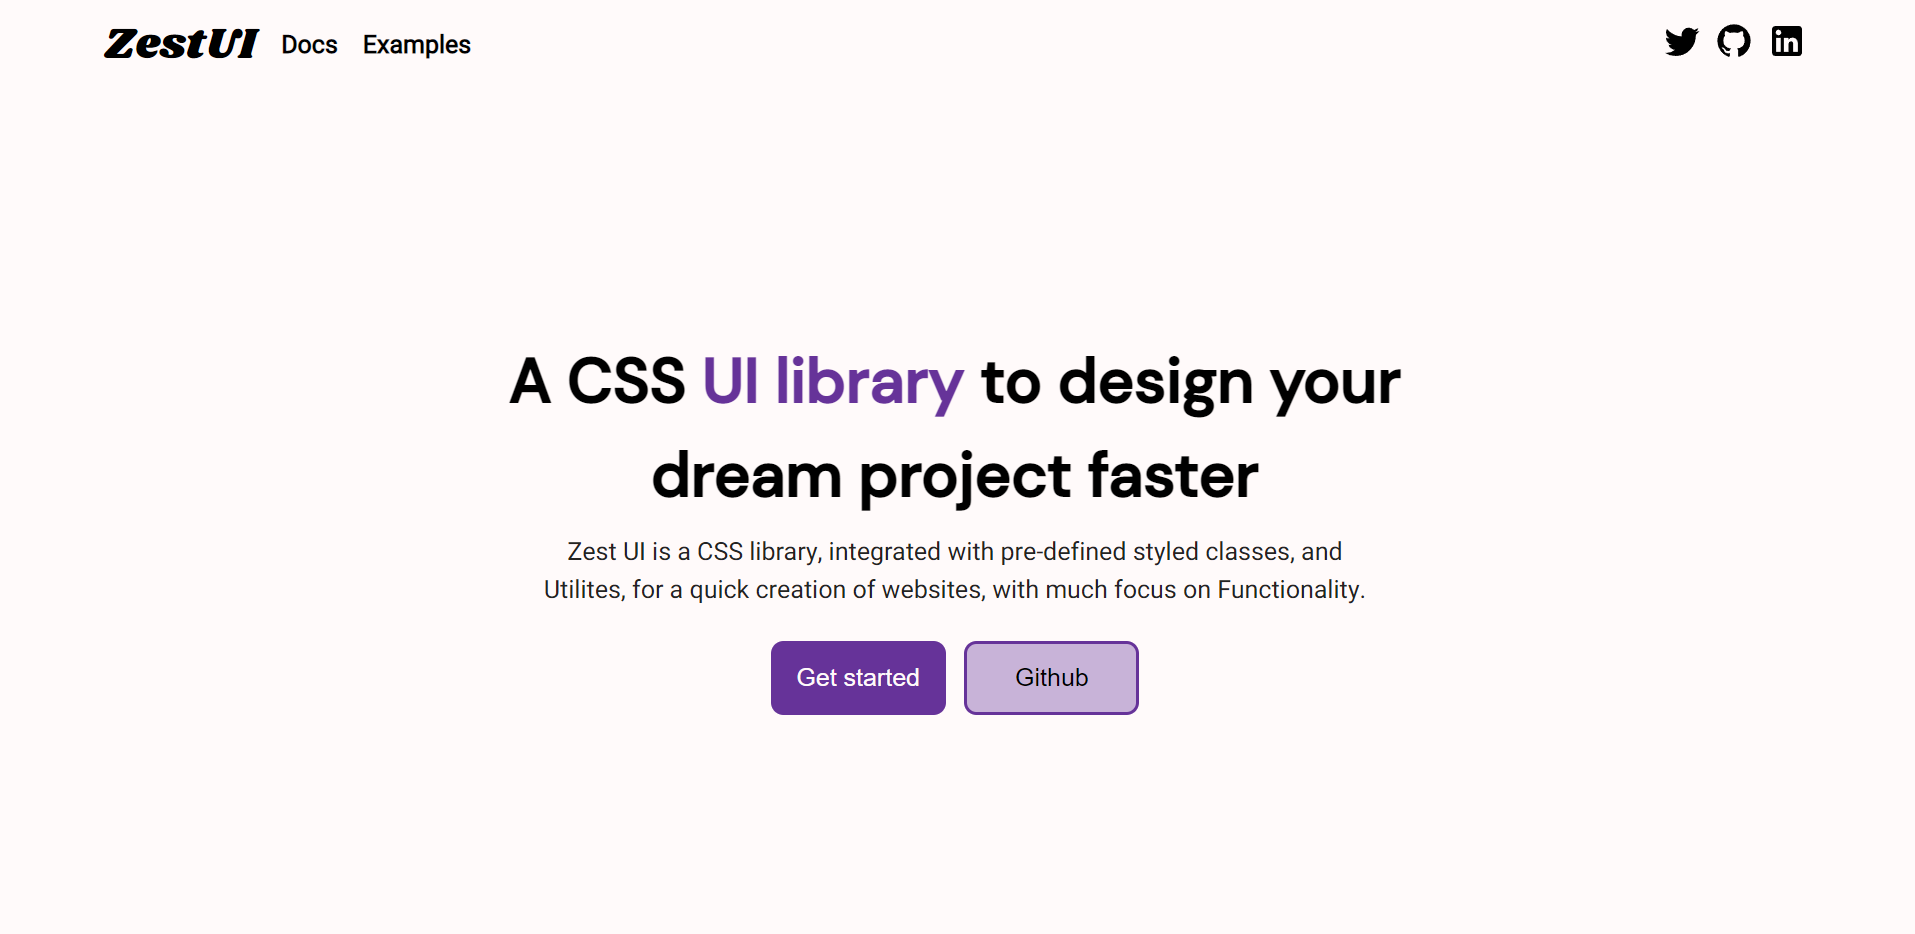 ZestUI Docs Examples
A CSS UI library to design your
dream project faster
Zest UI is a CSS library, integrated with pre-defined styled classes, and
Utilites, for a quick creation of websites, with much focus on Functionality.
Get started Github